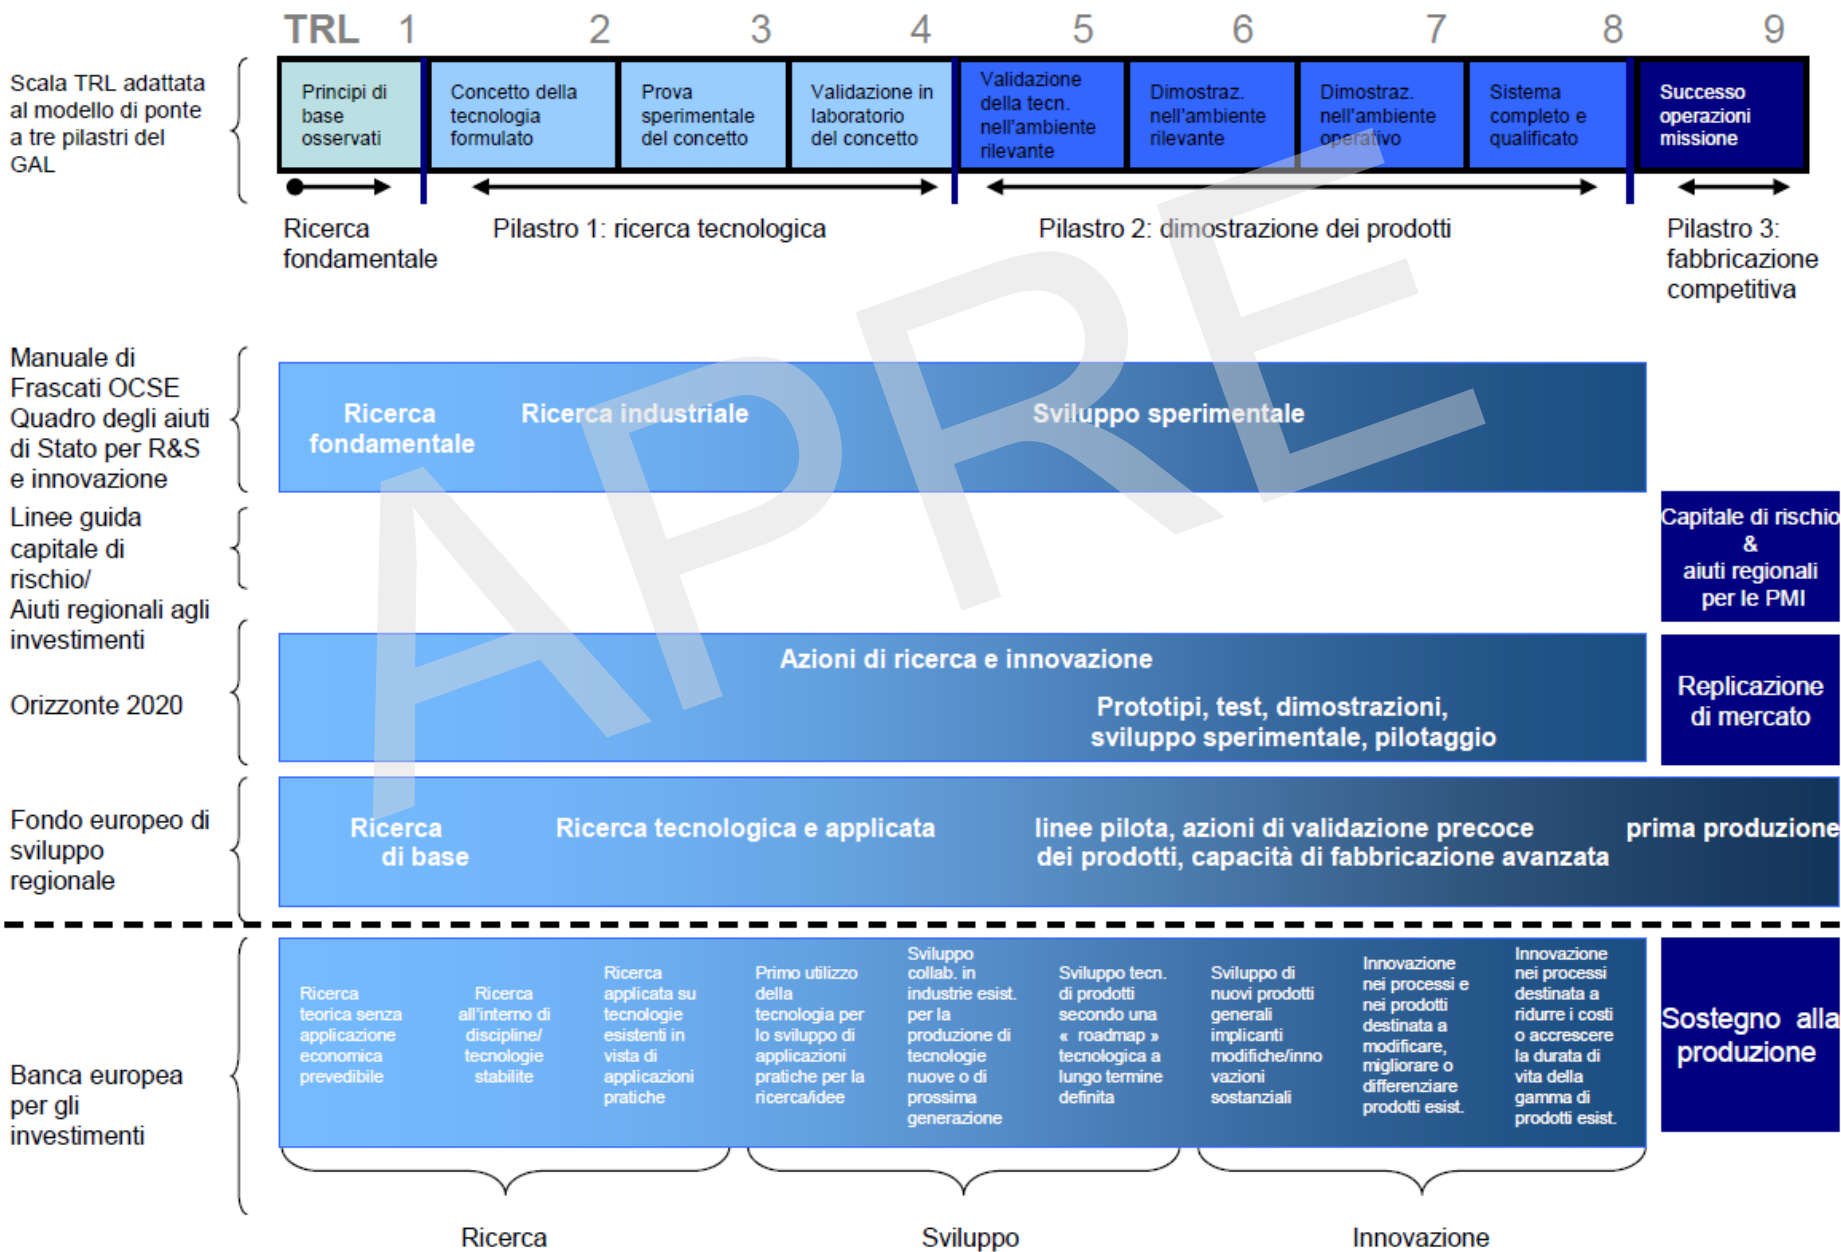 TRL 1 2 3 4 5 6 7 8 9
Scala TRL adattata
al modello di ponte
a tre pilastri del
GAL
Principi di
base
osservati
Concetto della
tecnologia
formulato
Prova
sperimentale
del concetto
Validazione in
laboratorio
del concetto
Validazione
della tecn.
nell'ambiente
rilevante
Dimostraz.
nell'ambiente
rilevante
Dimostraz.
nell'ambiente
operativo
Sistema
completo e
qualificato
Successo
operazioni
missione
Ricerca
fondamentale
Pilastro 1: ricerca tecnologica
Pilastro 2: dimostrazione dei prodotti
Pilastro 3:
fabbricazione
competitiva
Manuale di
Frascati OCSE
Quadro degli aiuti
di Stato per R&S
e innovazione
Ricerca
fondamentale
Ricerca industriale
Sviluppo sperimentale
Linee guida
capitale di
rischio/
Aiuti regionali agli
investimenti
Capitale di rischio
&
aiuti regionali
per le PMI
Orizzonte 2020
Azioni di ricerca e innovazione
Prototipi, test, dimostrazioni,
sviluppo sperimentale, pilotaggio
Replicazione
di mercato
Fondo europeo di
sviluppo
regionale
Ricerca
di base
Ricerca tecnologica e applicata
linee pilota, azioni di validazione precoce
dei prodotti, capacità di fabbricazione avanzata
prima produzione
Banca europea
per gli
investimenti
Ricerca
teorica senza
applicazione
economica
prevedibile
Ricerca
all'interno di
discipline/
tecnologie
stabilite
Ricerca
applicata su
tecnologie
esistenti in
vista di
applicazioni
pratiche
Primo utilizzo
della
tecnologia per
lo sviluppo di
applicazioni
pratiche per la
ricerca/idee
Sviluppo
collab. in
industrie esist.
per la
produzione di
tecnologie
nuove o di
prossima
generazione
Sviluppo tecn.
di prodotti
secondo una
« roadmap »
tecnologica a
lungo termine
definita
Sviluppo di
nuovi prodotti
generali
implicanti
modifiche/inno
vazioni
sostanziali
Innovazione
nei processi e
nei prodotti
destinata a
modificare,
migliorare o
differenziare
prodotti esist.
Innovazione
nei processi
destinata a
ridurre i costi
o accrescere
la durata di
vita della
gamma di
prodotti esist.
Sostegno alla
produzione
Ricerca
Sviluppo
Innovazione
APRE